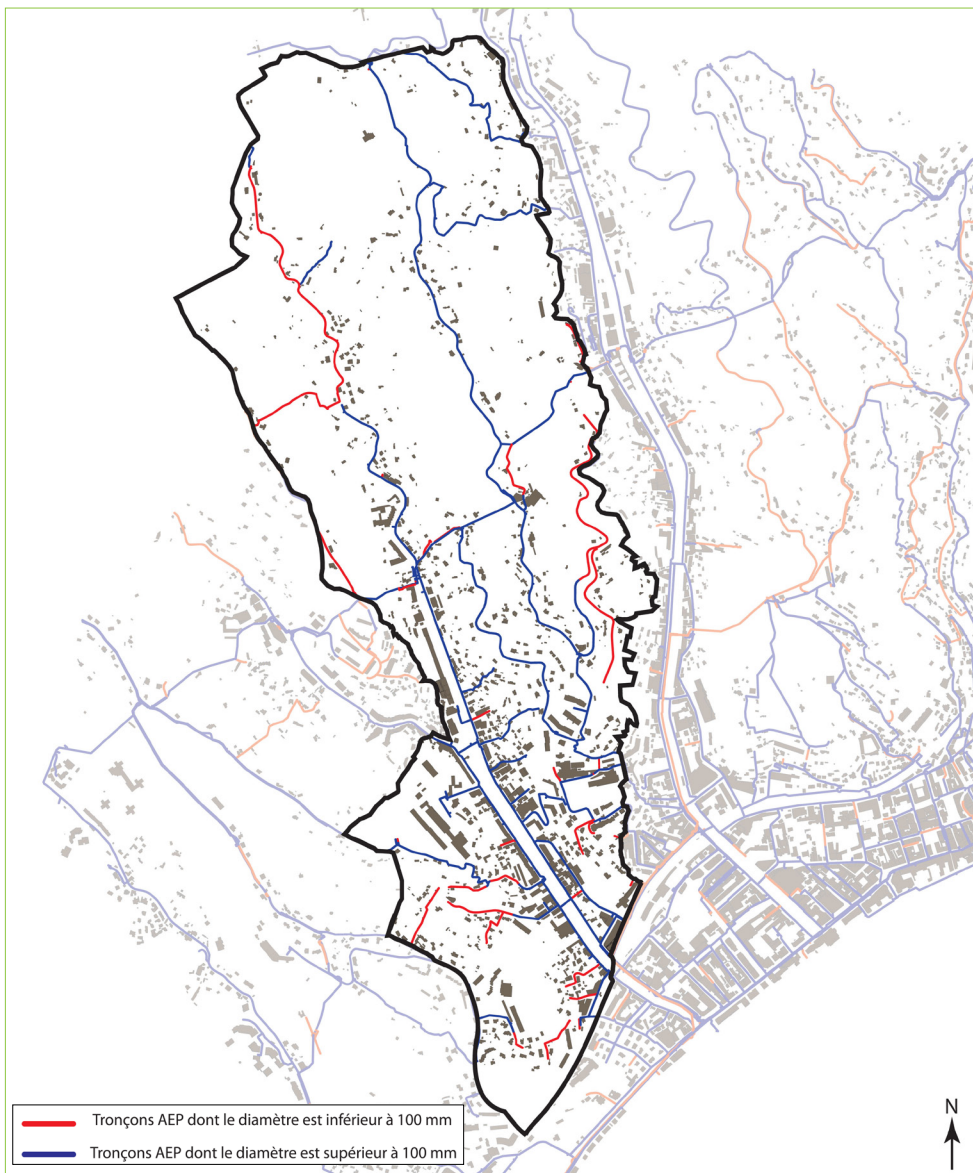 N
Tronçons AEP dont le diamètre est inférieur à 100 mm
Tronçons AEP dont le diamètre est supérieur à 100 mm